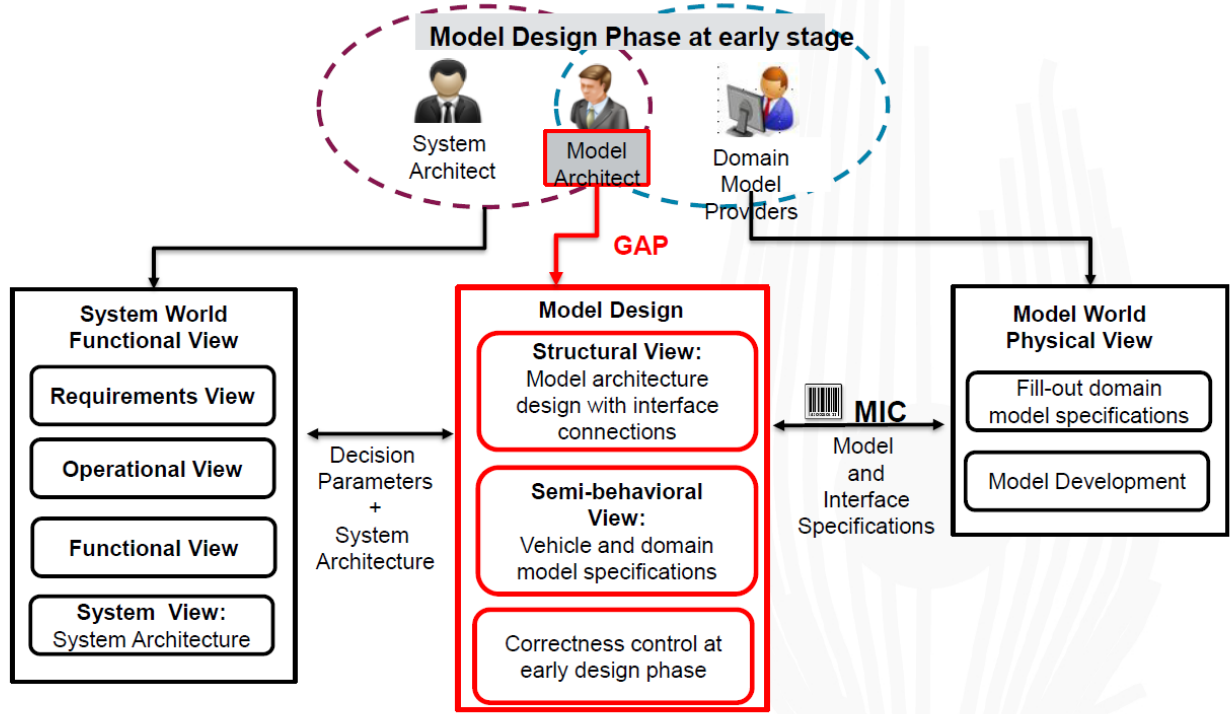 Model Design Phase at early stage
System
Architect
Model
Architect
Domain
Model
Providers
GAP
System World
Functional View
Requirements View
Operational View
Functional View
System View:
System Architecture
Decision
Parameters
+
System
Architecture
Model Design
Structural View:
Model architecture
design with interface
connections
Semi-behavioral
View:
Vehicle and domain
model specifications
Correctness control at
early design phase
MIC
Model
and
Interface
Specifications
Model World
Physical View
Fill-out domain
model specifications
Model Development